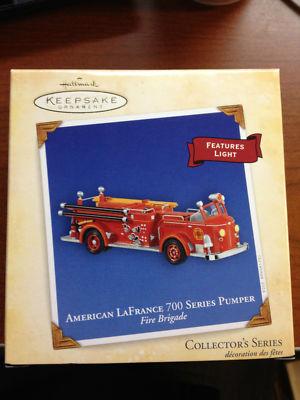 Hallmark
KEEPSAKE
ORNAMENT
FEATURES
LIGHT
AMERICAN LAFRANCE 700 SERIES PUMPER
Fire Brigade
COLLECTOR'S SERIES
décoration des fêtes